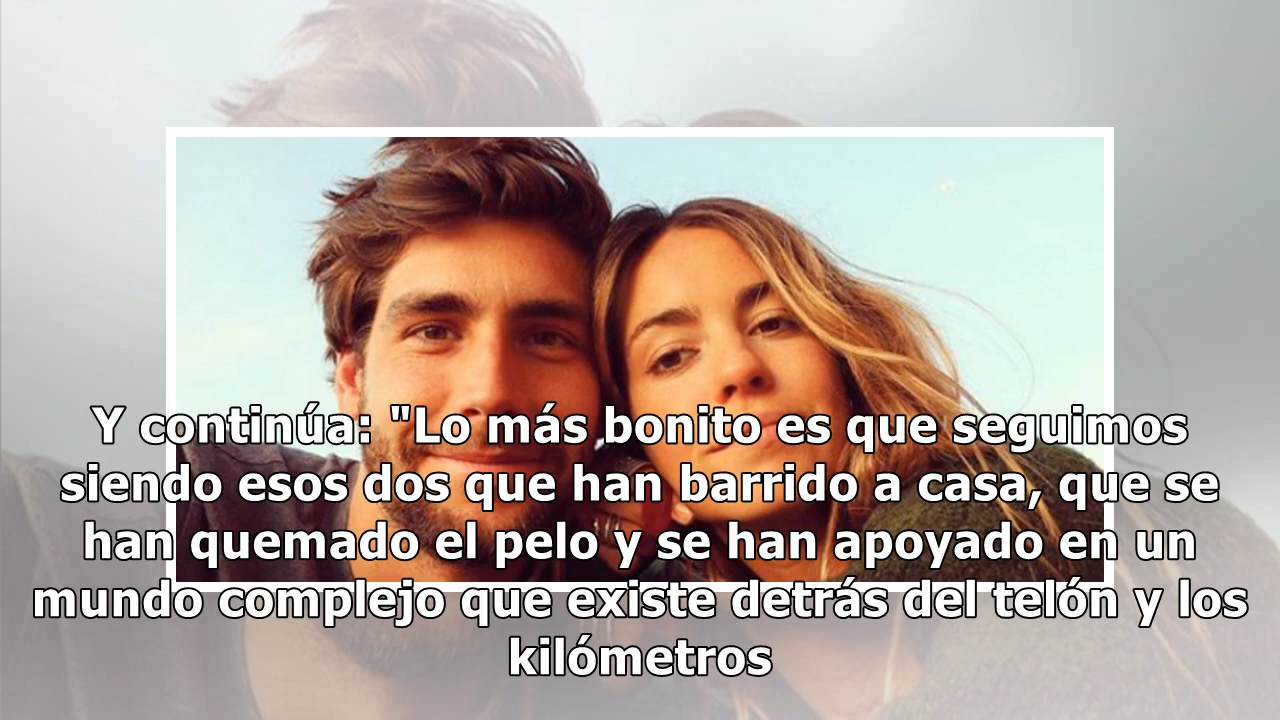 Y continúa: "Lo más bonito es que seguimos
siendo esos dos que han barrido a casa, que se
han quemado el pelo y se han apoyado en un
mundo complejo que existe detrás del telón y los
kilómetros